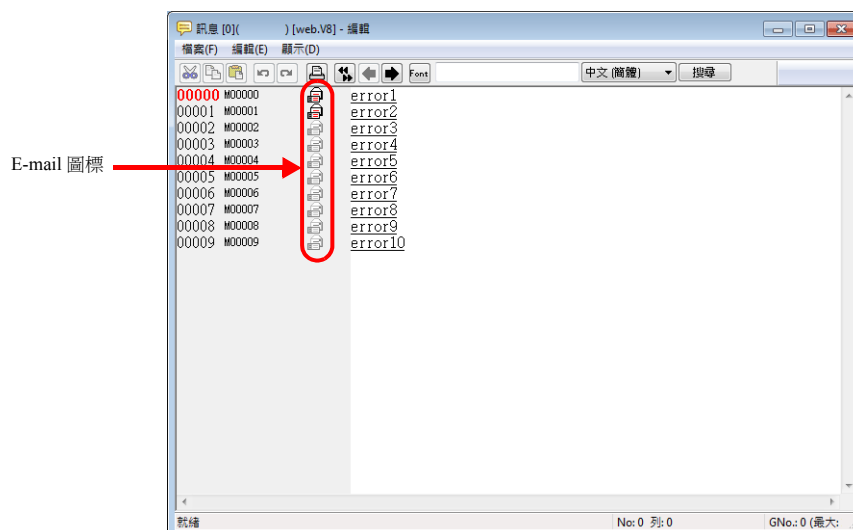 訊息 [0]( ) [web.V8] - 編輯
檔案(F) 編輯(E) 顯示(D)
Font 中文 (簡體) 搜尋
00000 M00000 error1
00001 M00001 error2
00002 M00002 error3
00003 M00003 error4
00004 M00004 error5
E-mail 圖標
00005 M00005 error6
00006 M00006 error7
00007 M00007 error8
00008 M00008 error9
00009 M00009 error10
就緒 No: 0 列: 0 GNo.: 0 (最大: